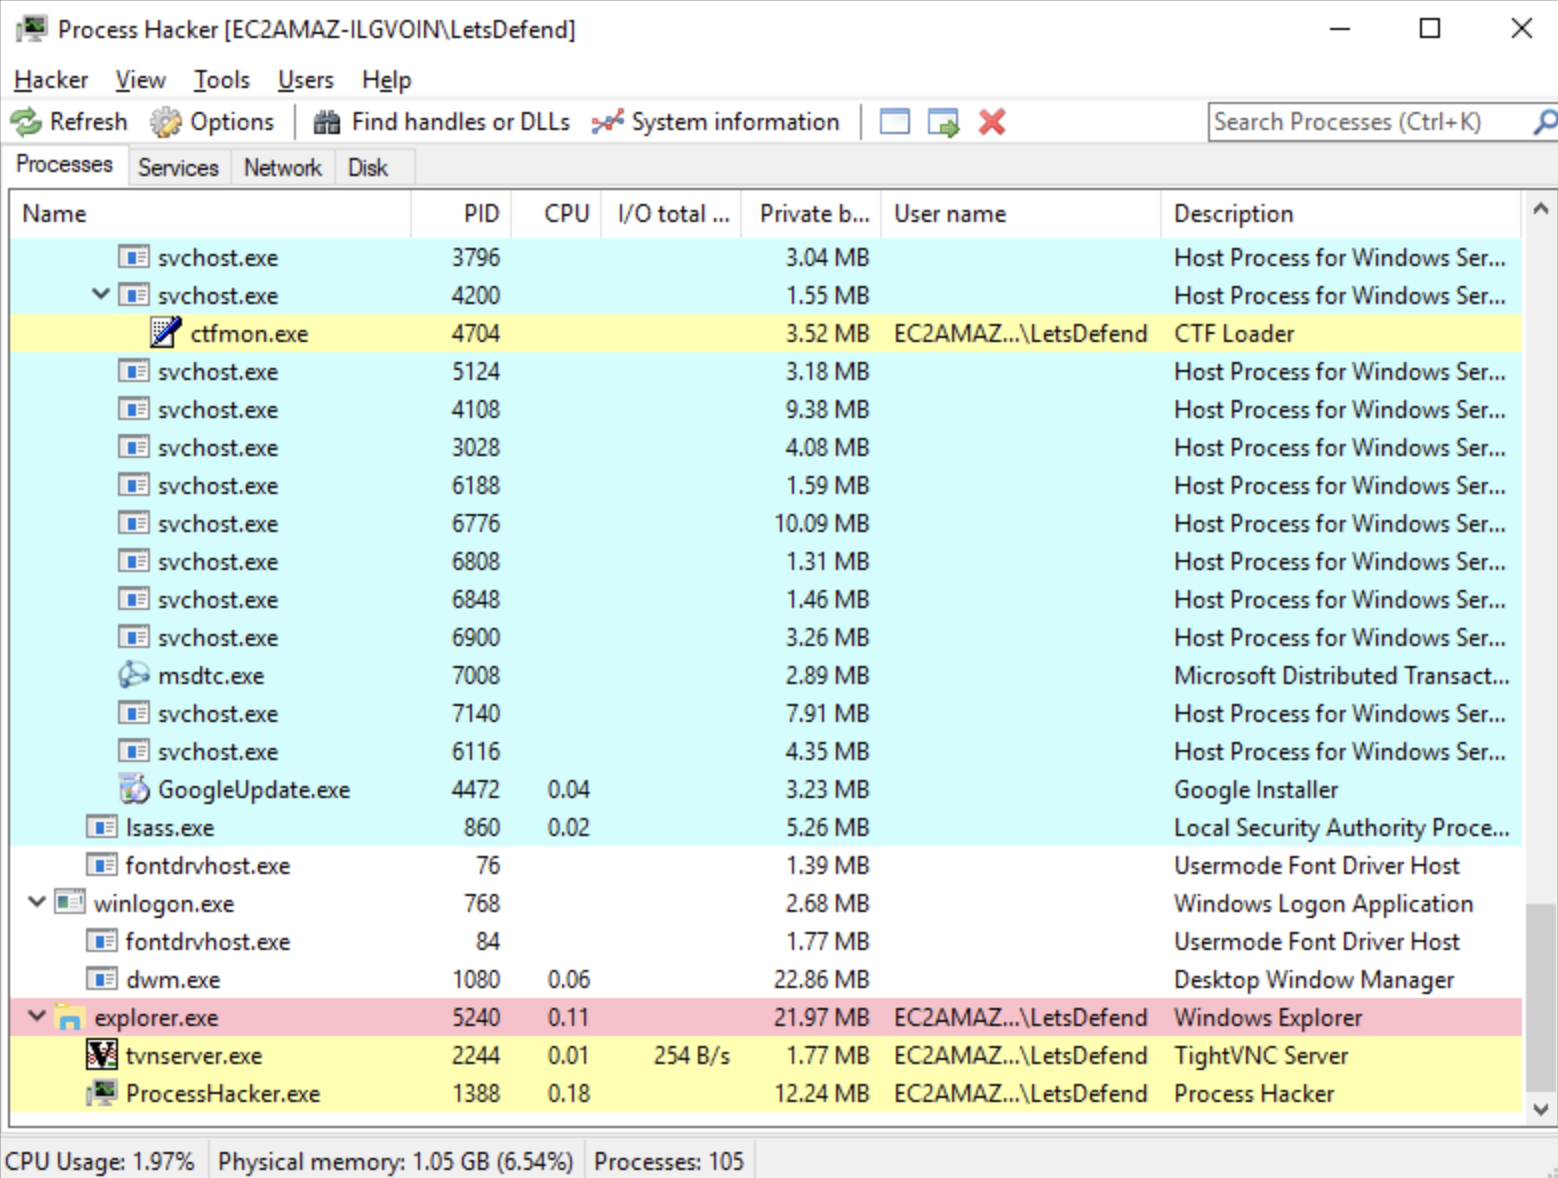 Process Hacker [EC2AMAZ-ILGVOIN\LetsDefend]
Hacker View Tools Users Help
Refresh Options Find handles or DLLs System information Search Processes (Ctrl+K)
Processes Services Network Disk
Name PID CPU I/O total ... Private b... User name Description
svchost.exe 3796 3.04 MB Host Process for Windows Ser...
svchost.exe 4200 1.55 MB Host Process for Windows Ser...
ctfmon.exe 4704 3.52 MB EC2AMAZ...\LetsDefend CTF Loader
svchost.exe 5124 3.18 MB Host Process for Windows Ser...
svchost.exe 4108 9.38 MB Host Process for Windows Ser...
svchost.exe 3028 4.08 MB Host Process for Windows Ser...
svchost.exe 6188 1.59 MB Host Process for Windows Ser...
svchost.exe 6776 10.09 MB Host Process for Windows Ser...
svchost.exe 6808 1.31 MB Host Process for Windows Ser...
svchost.exe 6848 1.46 MB Host Process for Windows Ser...
svchost.exe 6900 3.26 MB Host Process for Windows Ser...
msdtc.exe 7008 2.89 MB Microsoft Distributed Transact...
svchost.exe 7140 7.91 MB Host Process for Windows Ser...
svchost.exe 6116 4.35 MB Host Process for Windows Ser...
GoogleUpdate.exe 4472 0.04 3.23 MB Google Installer
lsass.exe 860 0.02 5.26 MB Local Security Authority Proce...
fontdrvhost.exe 76 1.39 MB Usermode Font Driver Host
winlogon.exe 768 2.68 MB Windows Logon Application
fontdrvhost.exe 84 1.77 MB Usermode Font Driver Host
dwm.exe 1080 0.06 22.86 MB Desktop Window Manager
explorer.exe 5240 0.11 21.97 MB EC2AMAZ...\LetsDefend Windows Explorer
tvnserver.exe 2244 0.01 254 B/s 1.77 MB EC2AMAZ...\LetsDefend TightVNC Server
ProcessHacker.exe 1388 0.18 12.24 MB EC2AMAZ...\LetsDefend Process Hacker
CPU Usage: 1.97% Physical memory: 1.05 GB (6.54%) Processes: 105